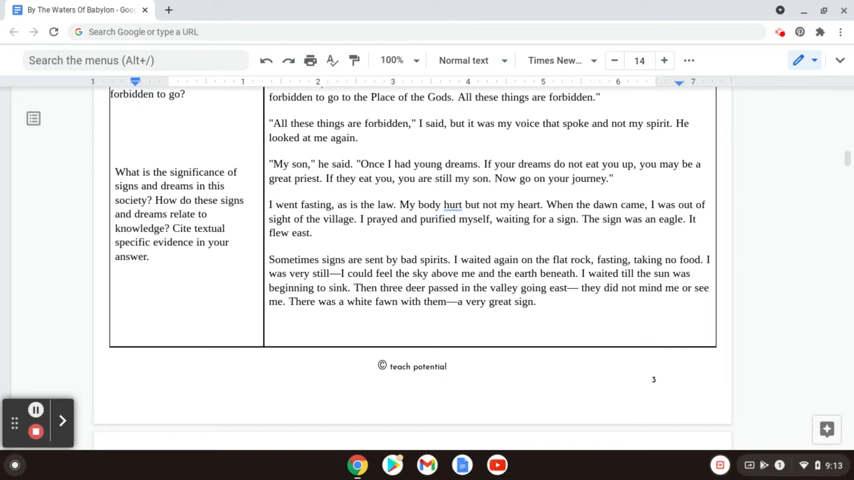 By The Waters Of Babylon - Goo
Search Google or type a URL
Search the menus (Alt+/)
100%
Normal text
Times New...
14
1
1
2
3
4
5
6
7
forbidden to go?
What is the significance of
signs and dreams in this
society? How do these signs
and dreams relate to
knowledge? Cite textual
specific evidence in your
answer.
forbidden to go to the Place of the Gods. All these things are forbidden."
"All these things are forbidden," I said, but it was my voice that spoke and not my spirit. He
looked at me again.
"My son," he said. "Once I had young dreams. If your dreams do not eat you up, you may be a
great priest. If they eat you, you are still my son. Now go on your journey."
I went fasting, as is the law. My body hurt but not my heart. When the dawn came, I was out of
sight of the village. I prayed and purified myself, waiting for a sign. The sign was an eagle. It
flew east.
Sometimes signs are sent by bad spirits. I waited again on the flat rock, fasting, taking no food. I
was very still—I could feel the sky above me and the earth beneath. I waited till the sun was
beginning to sink. Then three deer passed in the valley going east— they did not mind me or see
me. There was a white fawn with them—a very great sign.
© teach potential
3
1
9:13